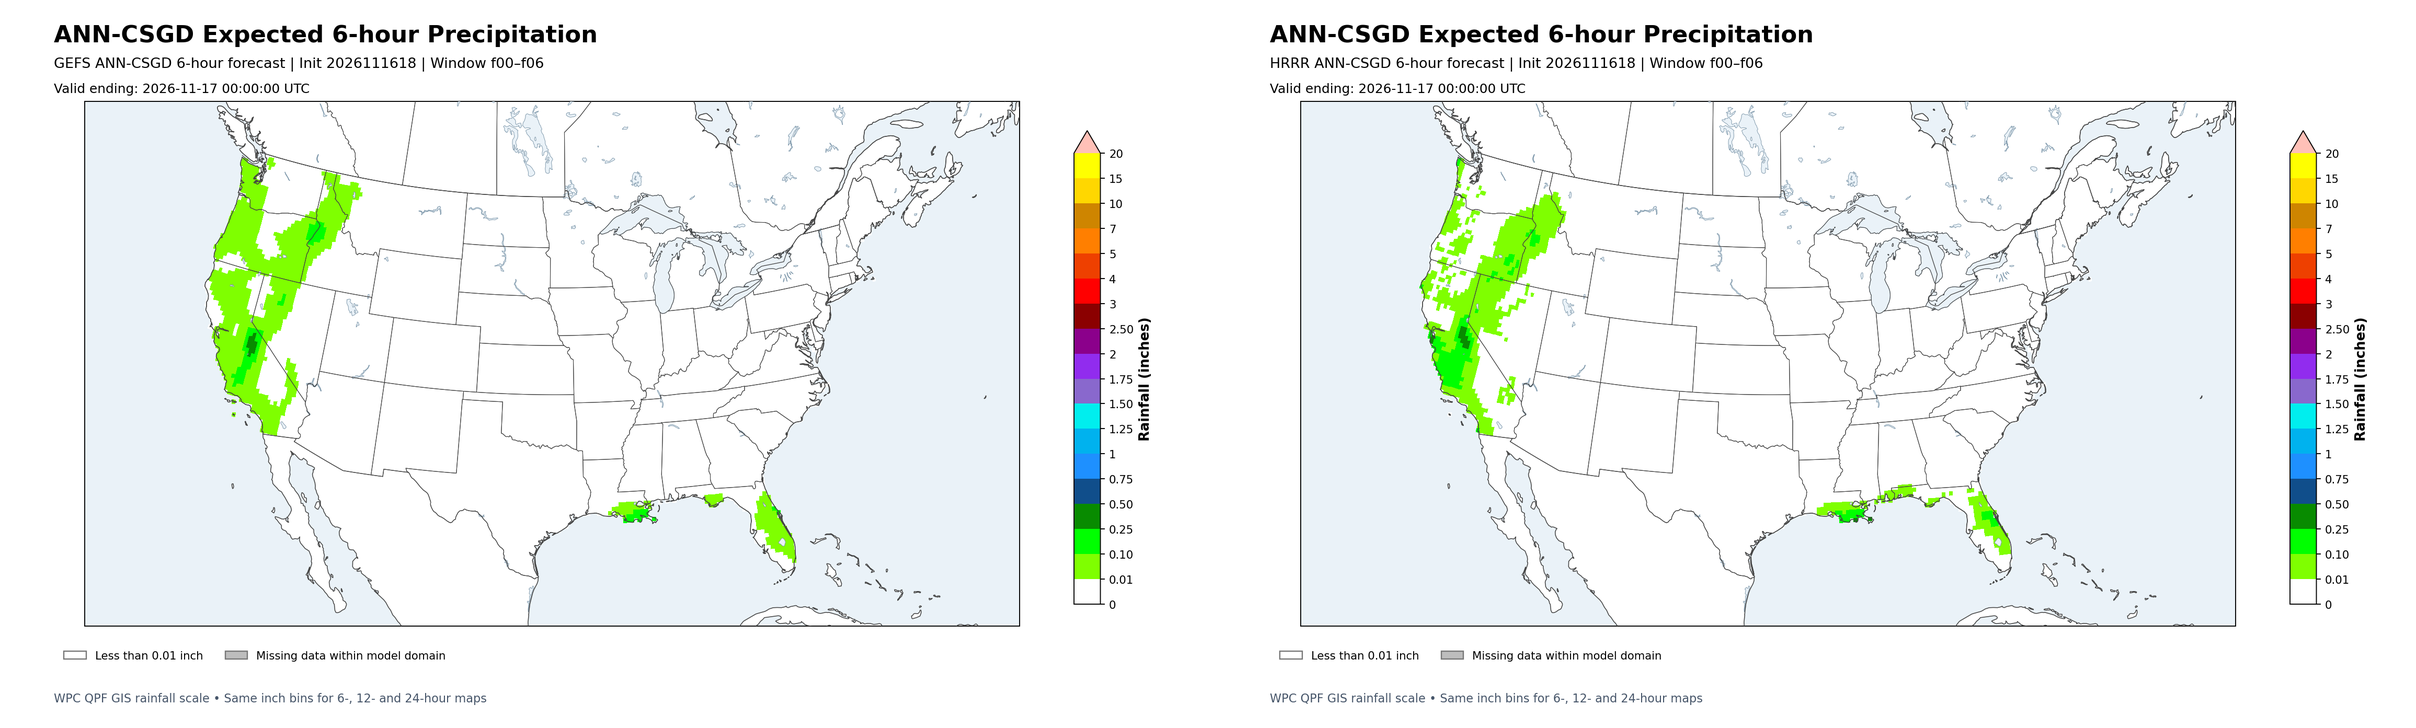 ANN-CSGD Expected 6-hour Precipitation
GEFS ANN-CSGD 6-hour forecast | Init 2026111618 | Window f00–f06
Valid ending: 2026-11-17 00:00:00 UTC
20
15
10
7
5
4
3
2.50
2
1.75
1.50
1.25
1
0.75
0.50
0.25
0.10
0.01
0
Rainfall (inches)
Less than 0.01 inch
Missing data within model domain
WPC QPF GIS rainfall scale • Same inch bins for 6-, 12- and 24-hour maps
ANN-CSGD Expected 6-hour Precipitation
HRRR ANN-CSGD 6-hour forecast | Init 2026111618 | Window f00–f06
Valid ending: 2026-11-17 00:00:00 UTC
20
15
10
7
5
4
3
2.50
2
1.75
1.50
1.25
1
0.75
0.50
0.25
0.10
0.01
0
Rainfall (inches)
Less than 0.01 inch
Missing data within model domain
WPC QPF GIS rainfall scale • Same inch bins for 6-, 12- and 24-hour maps